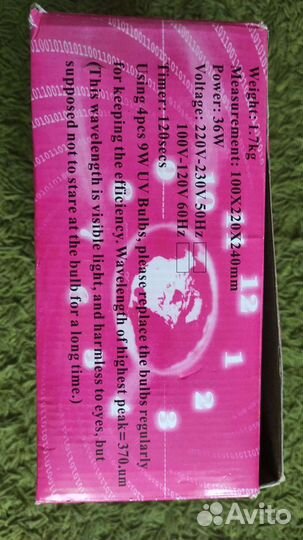 Weight: 1.7kg
Measurement: 100X220X240mm
Power: 36W
Voltage: 220V-230V 50Hz
100V-120V 60Hz
Timer: 120secs
Using 4pcs 9W UV Bulbs, please replace the bulbs regularly
for keeping the efficiency. Wavelength of highest peak=370.um
(This wavelength is visible light, and harmless to eyes, but
supposed not to stare at the bulb for a long time.)
12
1
2
3
Avito